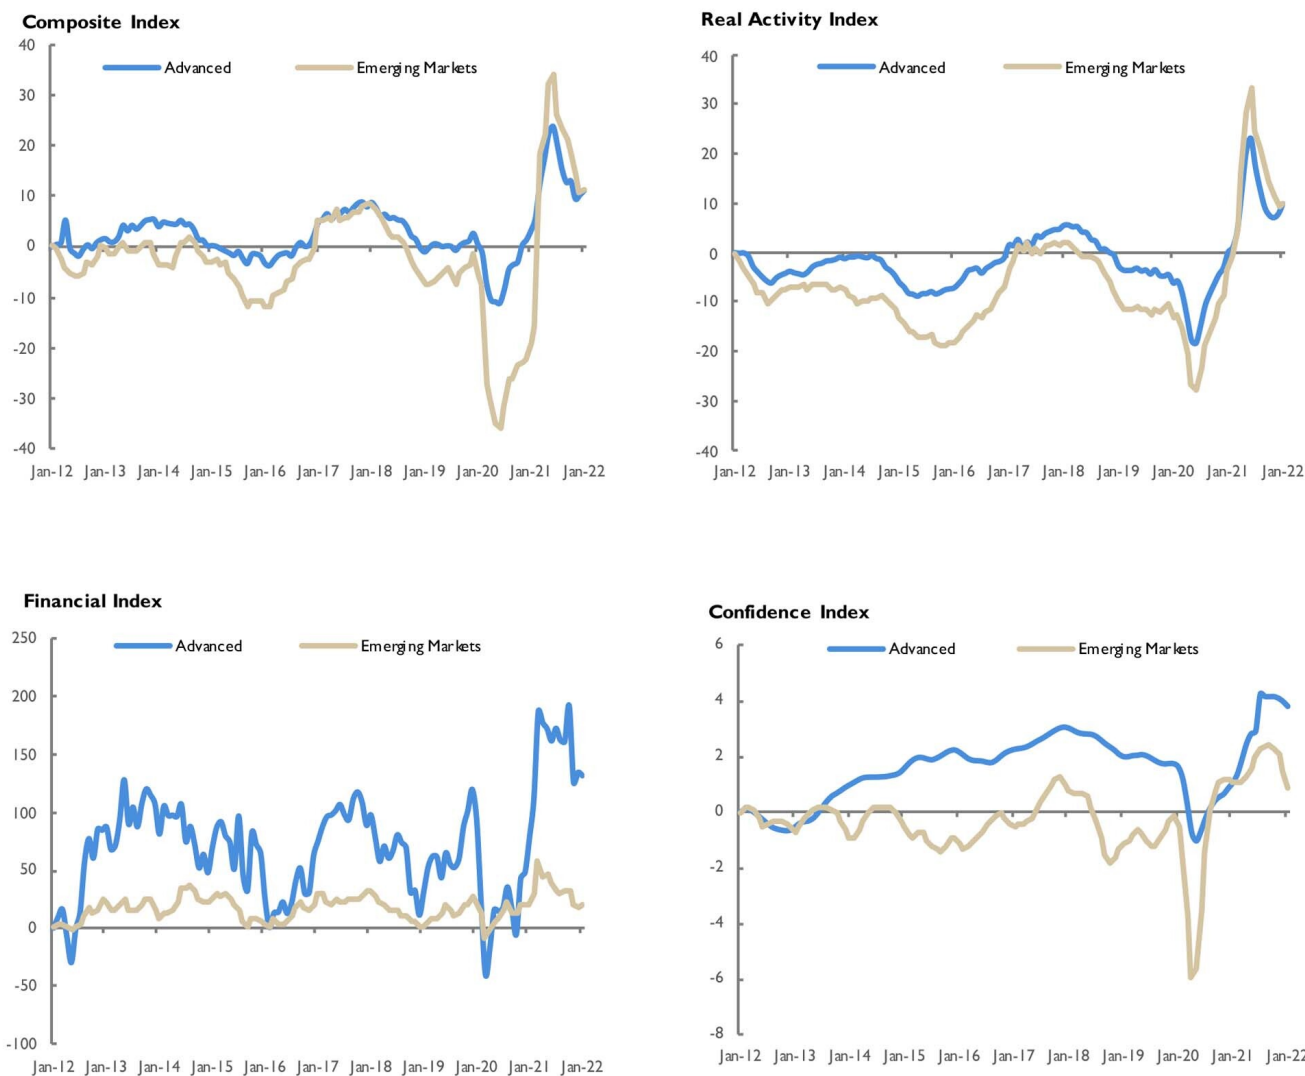 Composite Index
40
Advanced
Emerging Markets
30
20
10
0
-10
-20
-30
-40
Jan-12 Jan-13 Jan-14 Jan-15 Jan-16 Jan-17 Jan-18 Jan-19 Jan-20 Jan-21 Jan-22
Real Activity Index
40
Advanced
Emerging Markets
30
20
10
0
-10
-20
-30
-40
Jan-12 Jan-13 Jan-14 Jan-15 Jan-16 Jan-17 Jan-18 Jan-19 Jan-20 Jan-21 Jan-22
Financial Index
250
Advanced
Emerging Markets
200
150
100
50
0
-50
-100
Jan-12 Jan-13 Jan-14 Jan-15 Jan-16 Jan-17 Jan-18 Jan-19 Jan-20 Jan-21 Jan-22
Confidence Index
6
Advanced
Emerging Markets
4
2
0
-2
-4
-6
-8
Jan-12 Jan-13 Jan-14 Jan-15 Jan-16 Jan-17 Jan-18 Jan-19 Jan-20 Jan-21 Jan-22